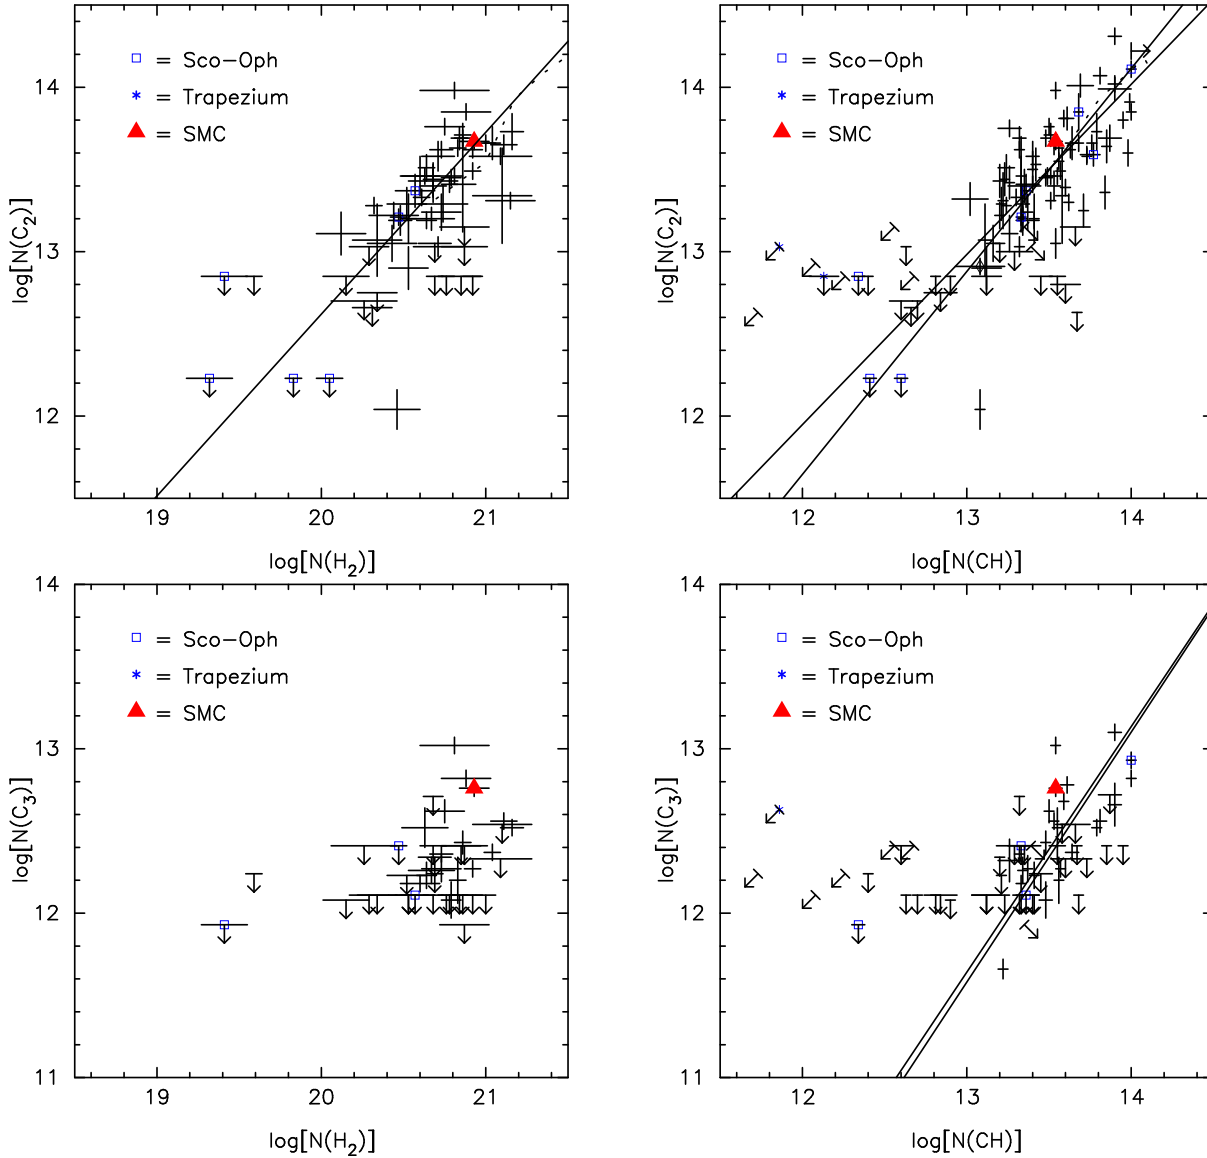 14
13
12
log[N(C₂)]
□ = Sco-Oph
* = Trapezium
▲ = SMC
19 20 21
log[N(H₂)]
14
13
12
log[N(C₂)]
□ = Sco-Oph
* = Trapezium
▲ = SMC
12 13 14
log[N(CH)]
14
13
12
11
log[N(C₃)]
□ = Sco-Oph
* = Trapezium
▲ = SMC
19 20 21
log[N(H₂)]
14
13
12
11
log[N(C₃)]
□ = Sco-Oph
* = Trapezium
▲ = SMC
12 13 14
log[N(CH)]